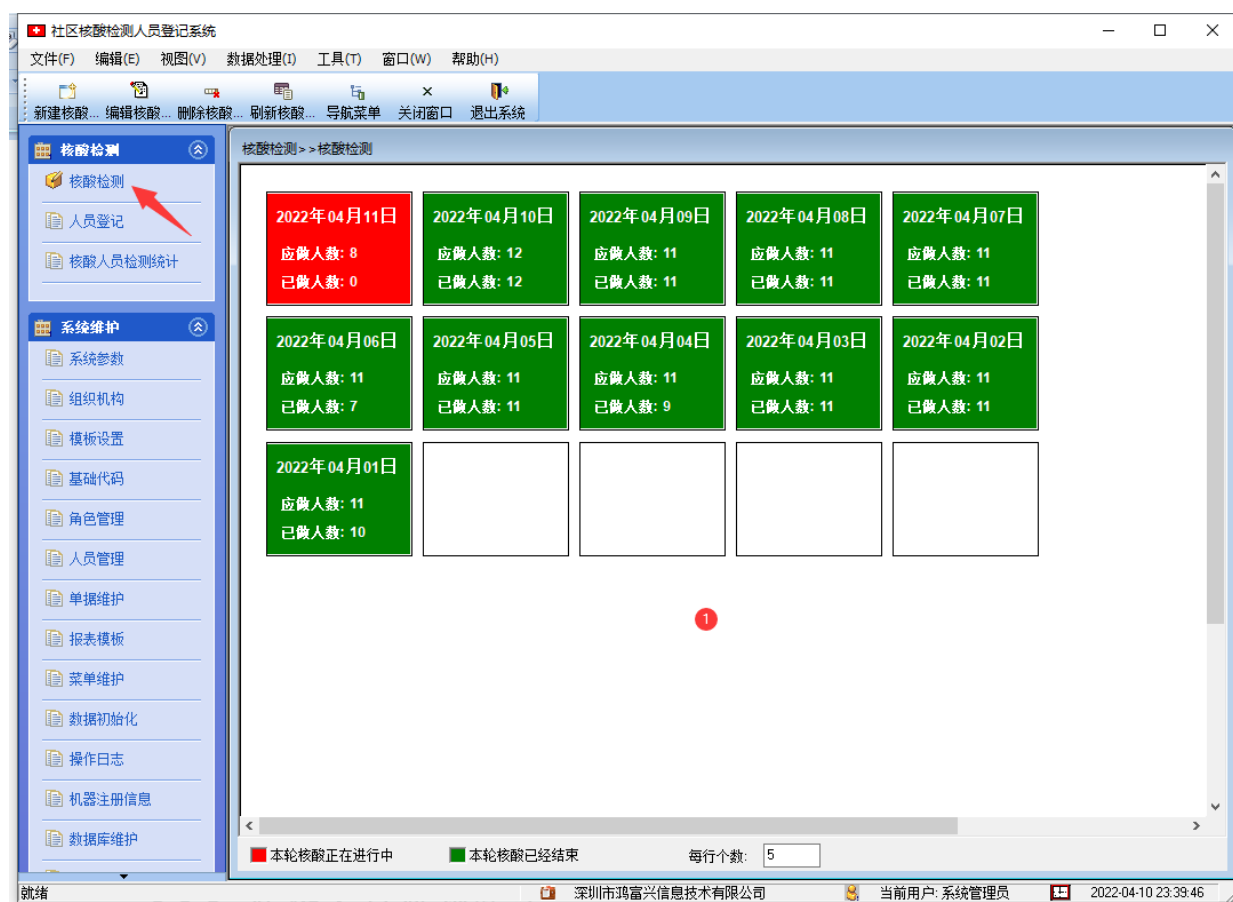 社区核酸检测人员登记系统
文件(F) 编辑(E) 视图(V) 数据处理(I) 工具(T) 窗口(W) 帮助(H)
新建核酸... 编辑核酸... 删除核酸... 刷新核酸... 导航菜单 关闭窗口 退出系统
核酸检测
核酸检测
人员登记
核酸人员检测统计
系统维护
系统参数
组织机构
模板设置
基础代码
角色管理
人员管理
单据维护
报表模板
菜单维护
数据初始化
操作日志
机器注册信息
数据库维护
核酸检测>>核酸检测
2022年04月11日 2022年04月10日 2022年04月09日 2022年04月08日 2022年04月07日
应做人数: 8 应做人数: 12 应做人数: 11 应做人数: 11 应做人数: 11
已做人数: 0 已做人数: 12 已做人数: 11 已做人数: 11 已做人数: 11
2022年04月06日 2022年04月05日 2022年04月04日 2022年04月03日 2022年04月02日
应做人数: 11 应做人数: 11 应做人数: 11 应做人数: 11 应做人数: 11
已做人数: 7 已做人数: 11 已做人数: 9 已做人数: 11 已做人数: 11
2022年04月01日
应做人数: 11
已做人数: 10
1
本轮核酸正在进行中 本轮核酸已经结束 每行个数: 5
就绪 深圳市鸿富兴信息技术有限公司 当前用户: 系统管理员 2022-04-10 23:39:46